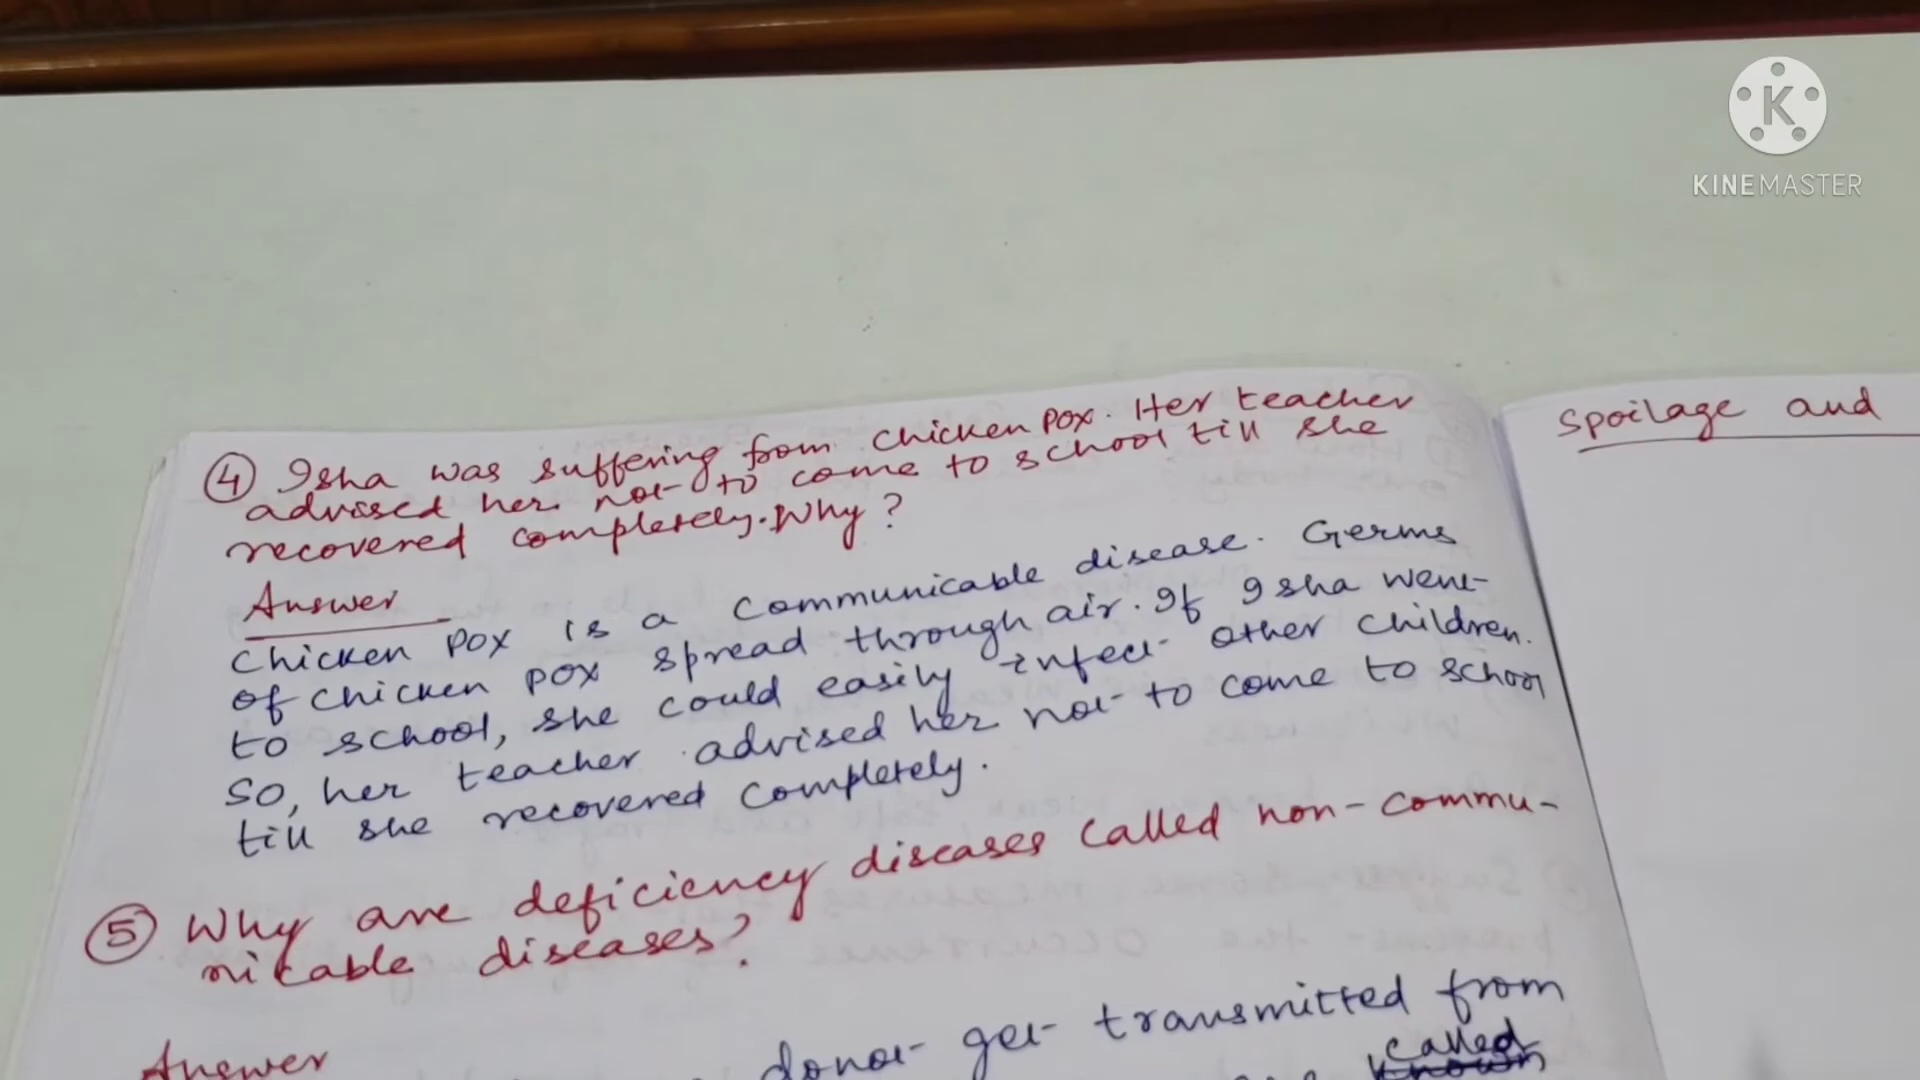 K
KINEMASTER
④ Isha was suffering from chicken pox. Her teacher
advised her not to come to school till she
recovered completely. Why?
Answer
Chicken pox is a communicable disease. Germs
of chicken pox spread through air. If Isha went
to school, she could easily infect other children.
So, her teacher advised her not to come to school
till she recovered completely.
⑤ Why are deficiency diseases called non-commu-
nicable diseases?
Answer
donot get transmitted from
called
known
Spoilage and